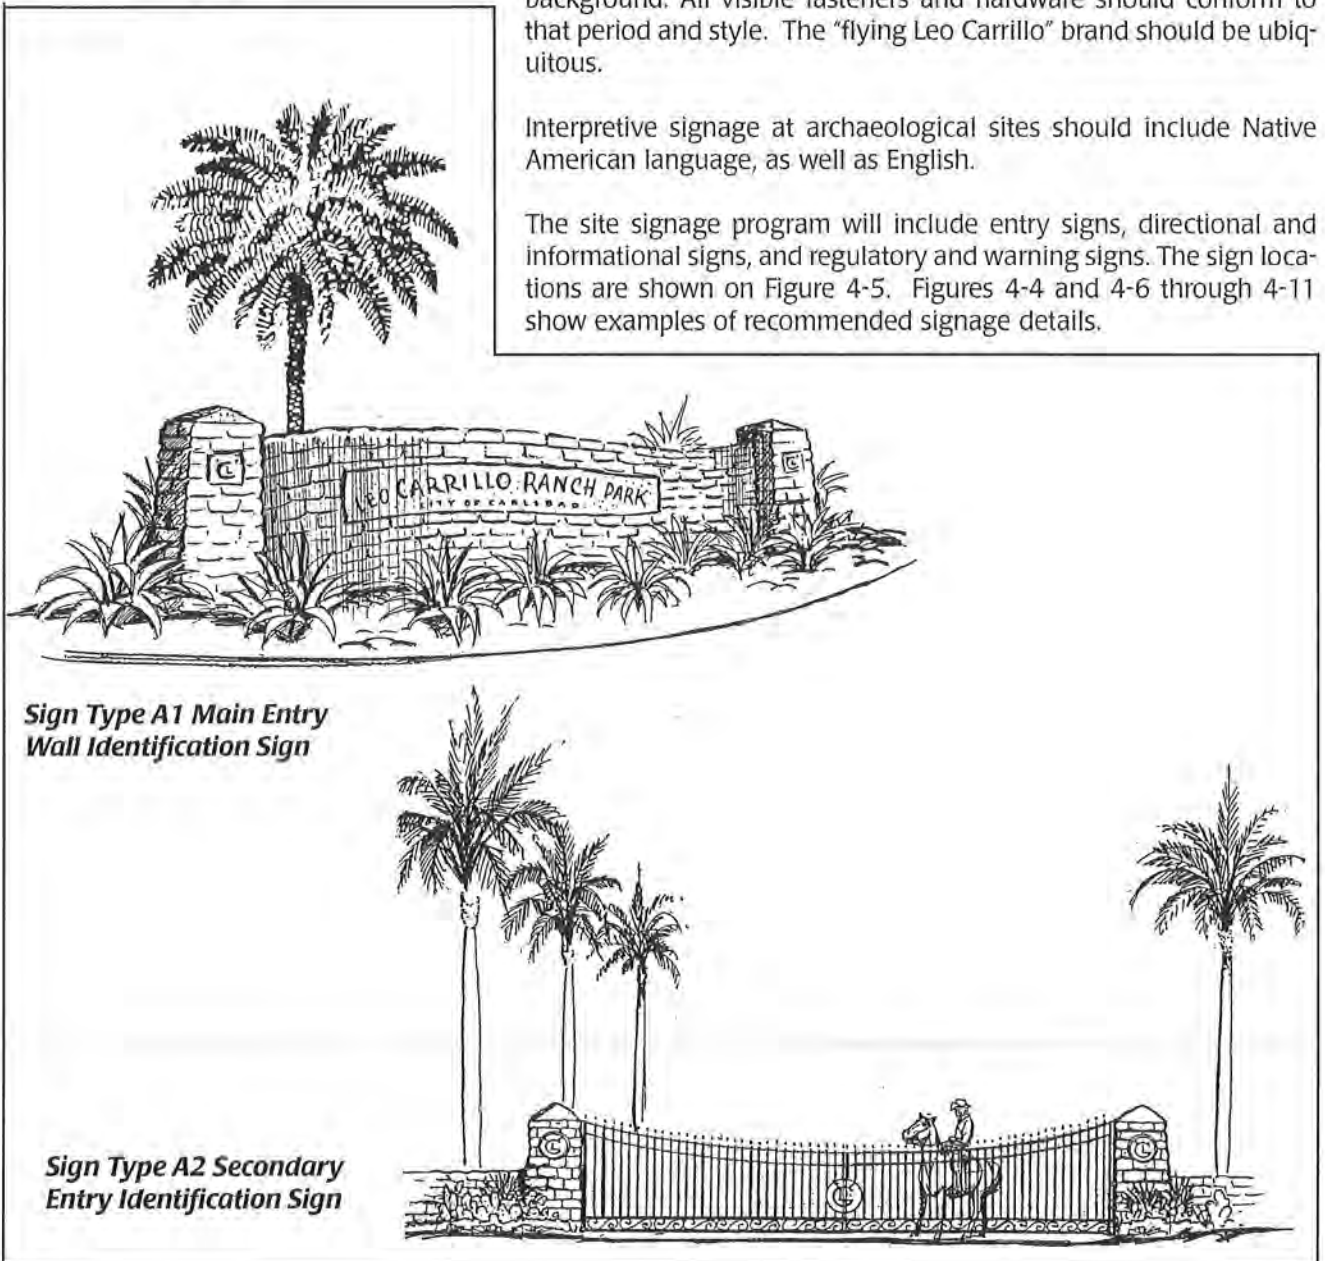 background. All visible fasteners and hardware should conform to
that period and style. The “flying Leo Carrillo” brand should be ubiq-
uitous.
Interpretive signage at archaeological sites should include Native
American language, as well as English.
The site signage program will include entry signs, directional and
informational signs, and regulatory and warning signs. The sign loca-
tions are shown on Figure 4-5. Figures 4-4 and 4-6 through 4-11
show examples of recommended signage details.
LEO CARRILLO RANCH PARK
CITY OF CARLSBAD
Sign Type A1 Main Entry
Wall Identification Sign
Sign Type A2 Secondary
Entry Identification Sign